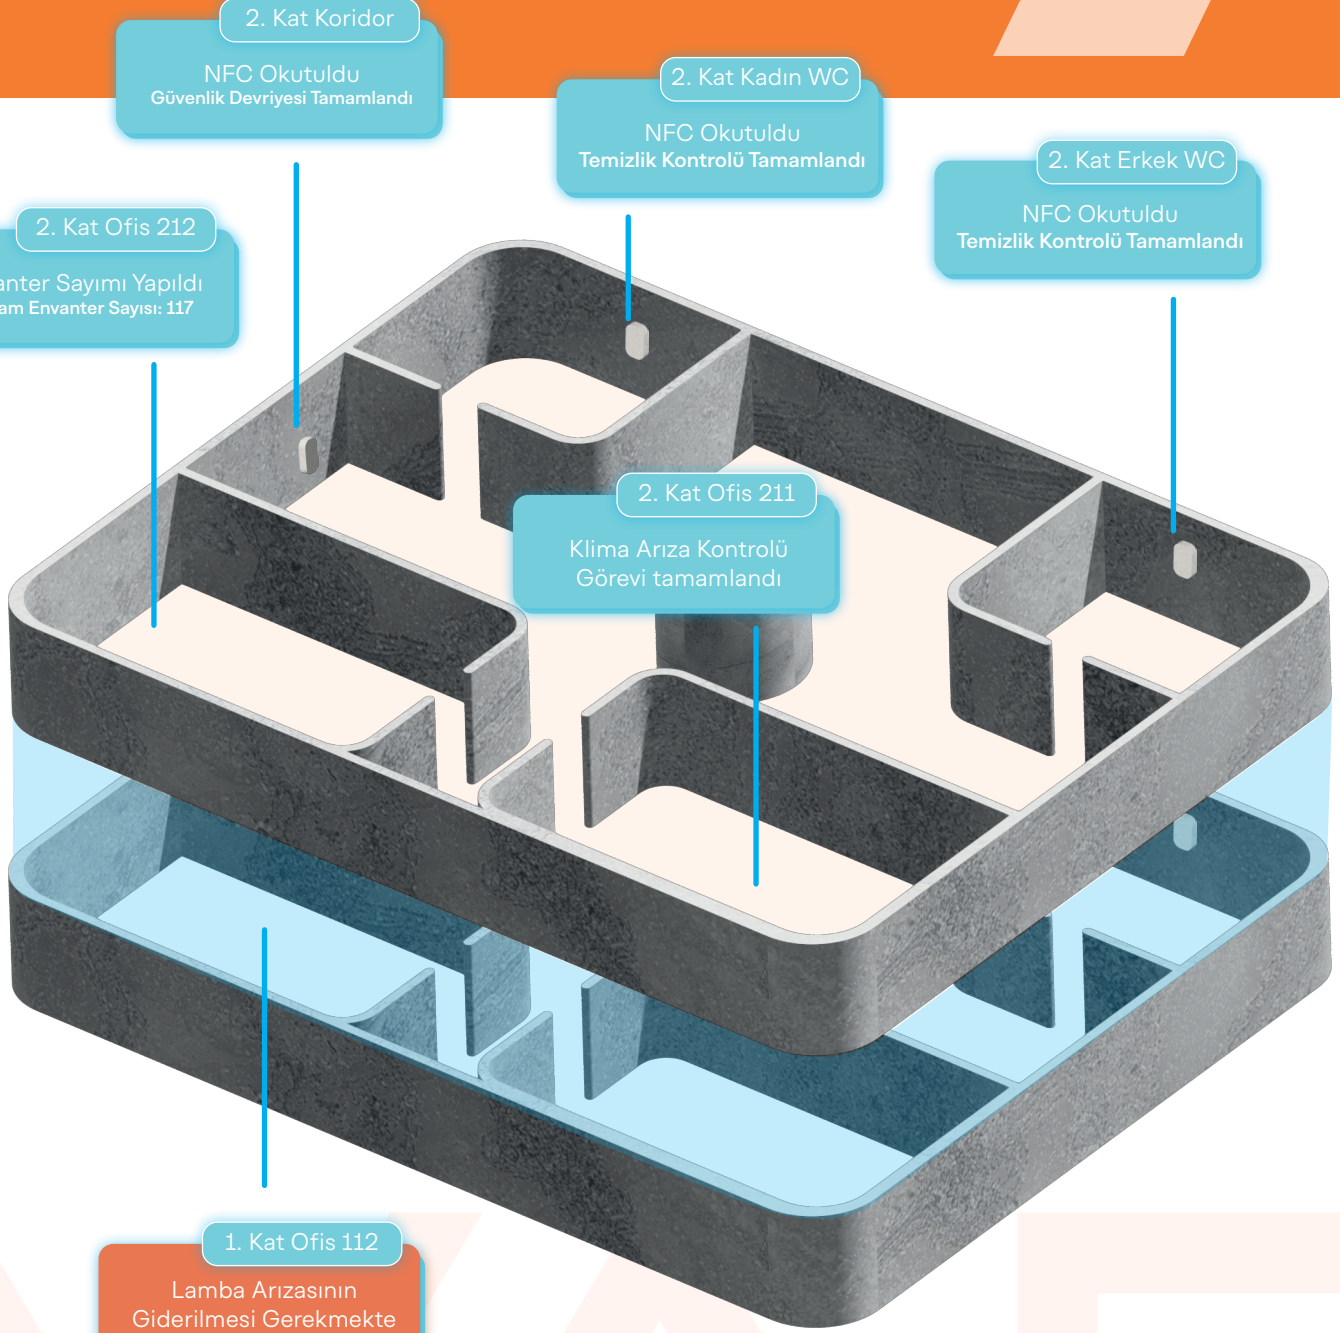 2. Kat Koridor
NFC Okutuldu
Güvenlik Devriyesi Tamamlandı
2. Kat Kadın WC
NFC Okutuldu
Temizlik Kontrolü Tamamlandı
2. Kat Erkek WC
NFC Okutuldu
Temizlik Kontrolü Tamamlandı
2. Kat Ofis 212
Sayımı Yapıldı
Envanter Sayısı: 117
2. Kat Ofis 211
Klima Arıza Kontrolü
Görevi tamamlandı
1. Kat Ofis 112
Lamba Arızasının
Giderilmesi Gerekmekte